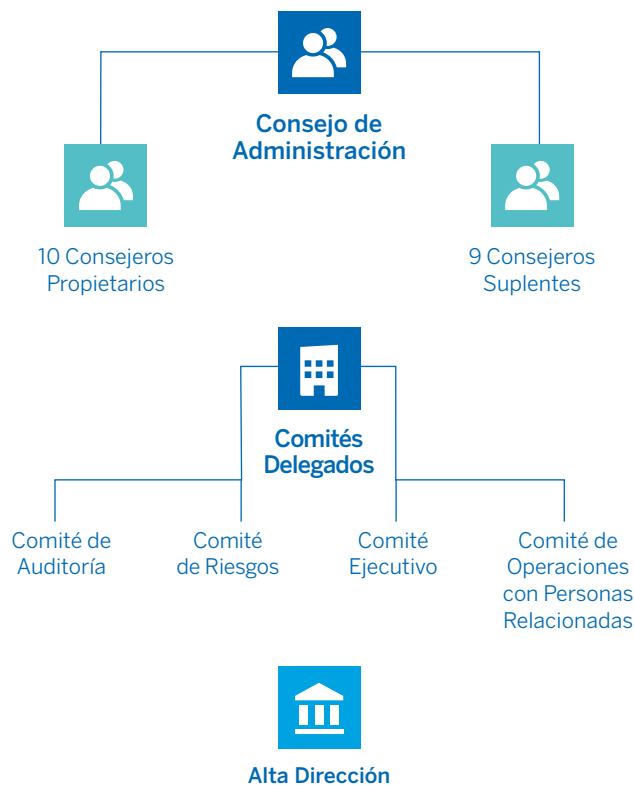 Consejo de
Administración
10 Consejeros
Propietarios
9 Consejeros
Suplentes
Comités
Delegados
Comité de
Auditoría
Comité
de Riesgos
Comité
Ejecutivo
Comité de
Operaciones
con Personas
Relacionadas
Alta Dirección